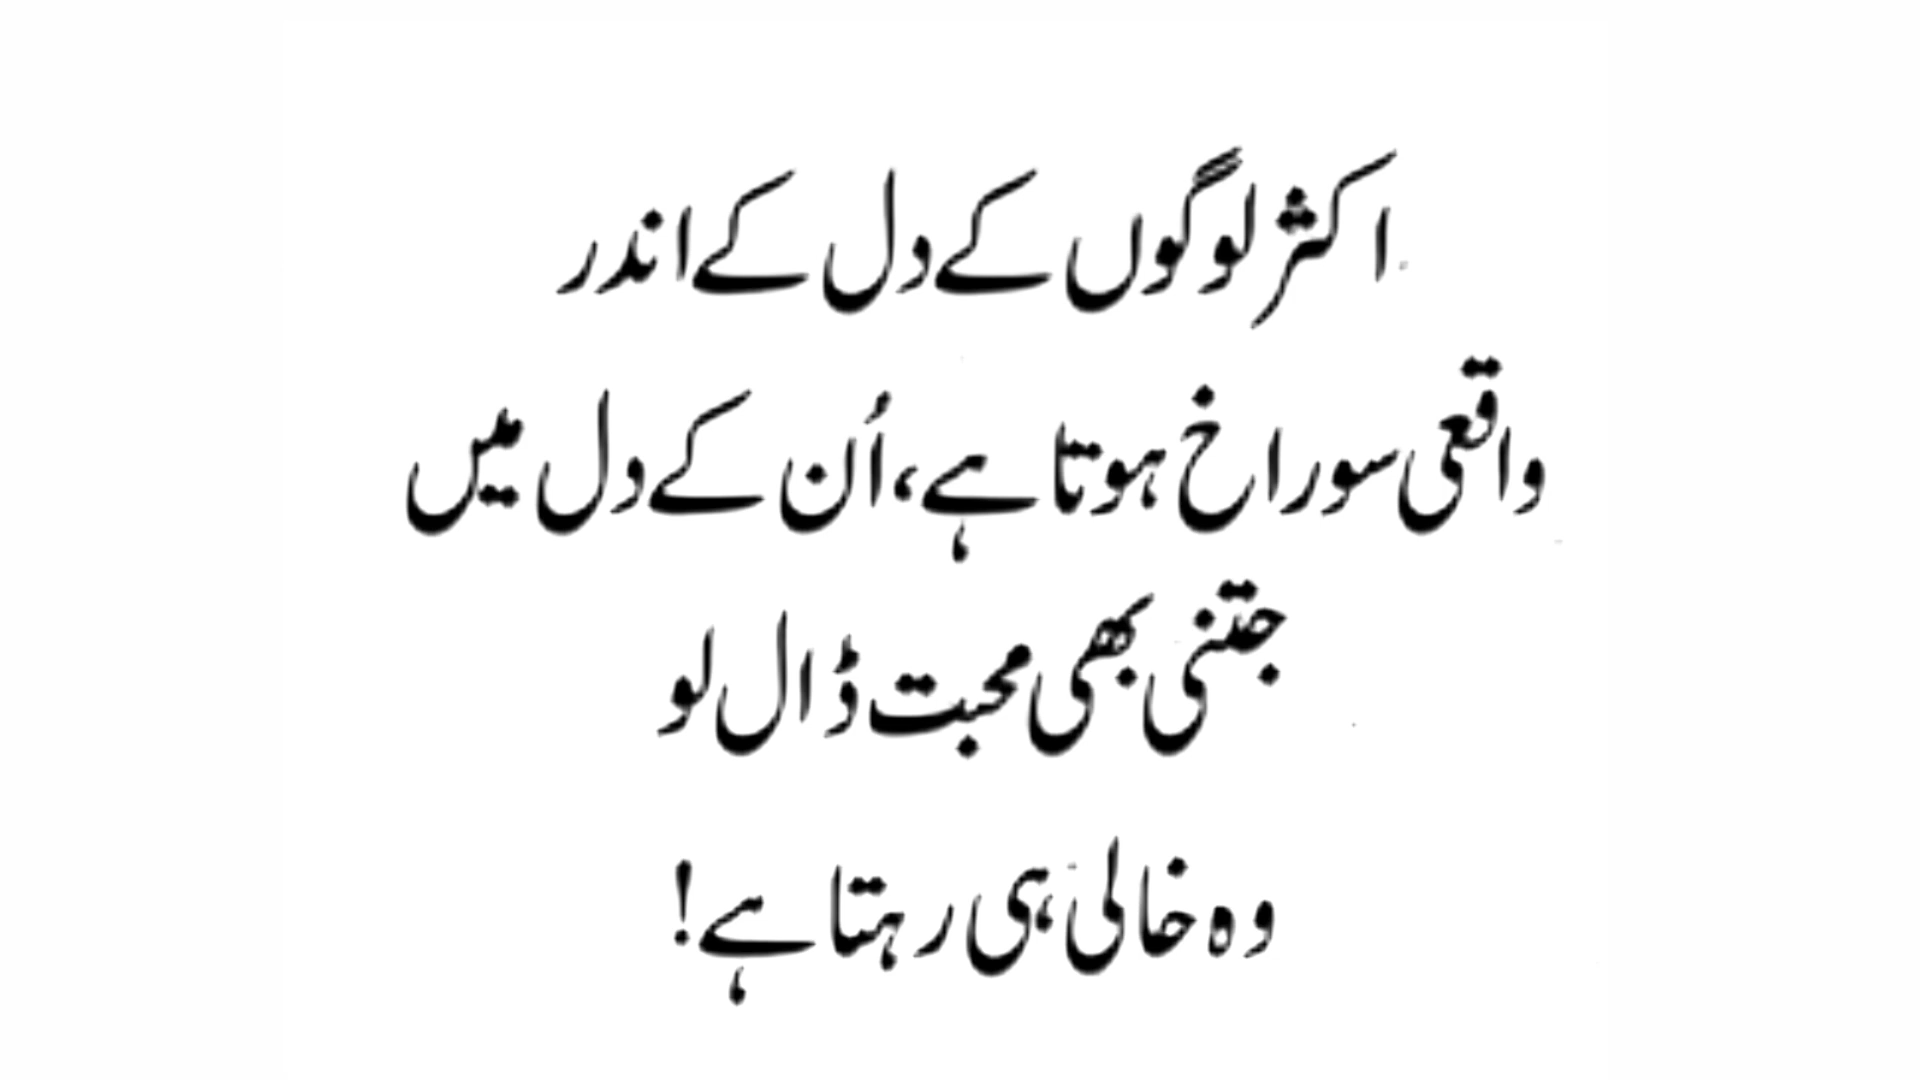 اکثر لوگوں کے دل کے اندر
واقعی سوراخ ہوتا ہے، اُن کے دل میں
جتنی بھی محبت ڈال لو
وہ خالی ہی رہتا ہے!